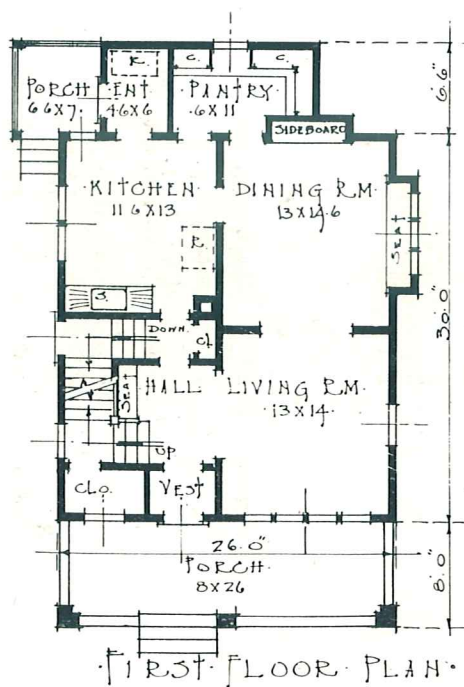 R.
C.
C.
PORCH
6 6 X 7
ENT
4 6 X 6
PANTRY
6 X 11
6'.6"
SIDEBOARD
KITCHEN
11 6 X 13
DINING RM
13 X 14 6
SEAT
R.
S.
30'.0"
DOWN
CL
HALL
SEAT
LIVING RM
13 X 14
UP
CLO.
VEST
26'.0"
PORCH
8 X 26
8'.0"
·FIRST·FLOOR·PLAN·